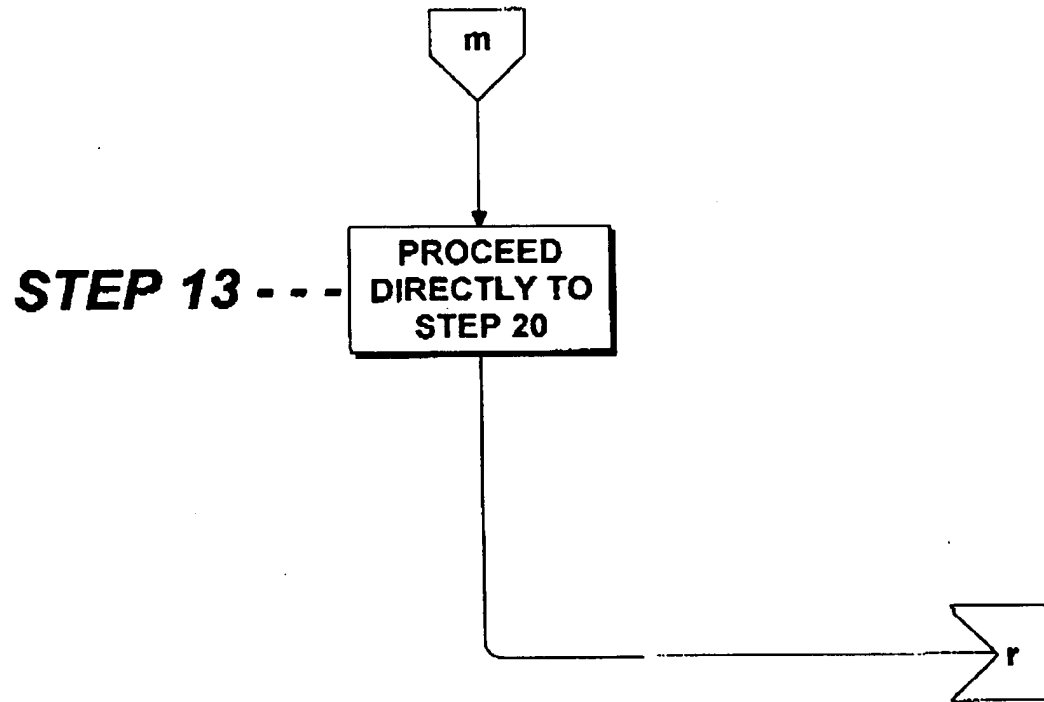 m
STEP 13 - - -
PROCEED
DIRECTLY TO
STEP 20
r